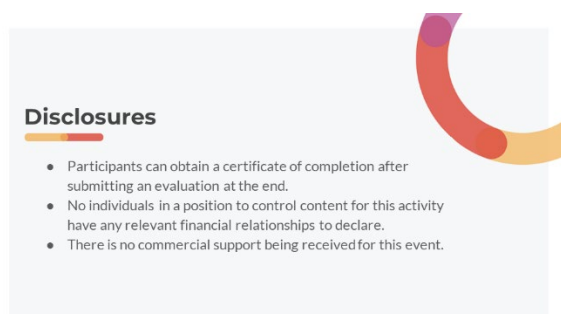 Disclosures
● Participants can obtain a certificate of completion after
submitting an evaluation at the end.
● No individuals in a position to control content for this activity
have any relevant financial relationships to declare.
● There is no commercial support being received for this event.